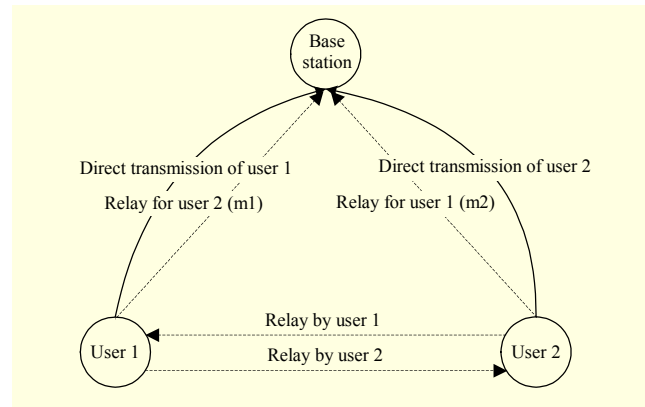 Base
station
Direct transmission of user 1
Direct transmission of user 2
Relay for user 2 (m1)
Relay for user 1 (m2)
Relay by user 1
User 1
User 2
Relay by user 2